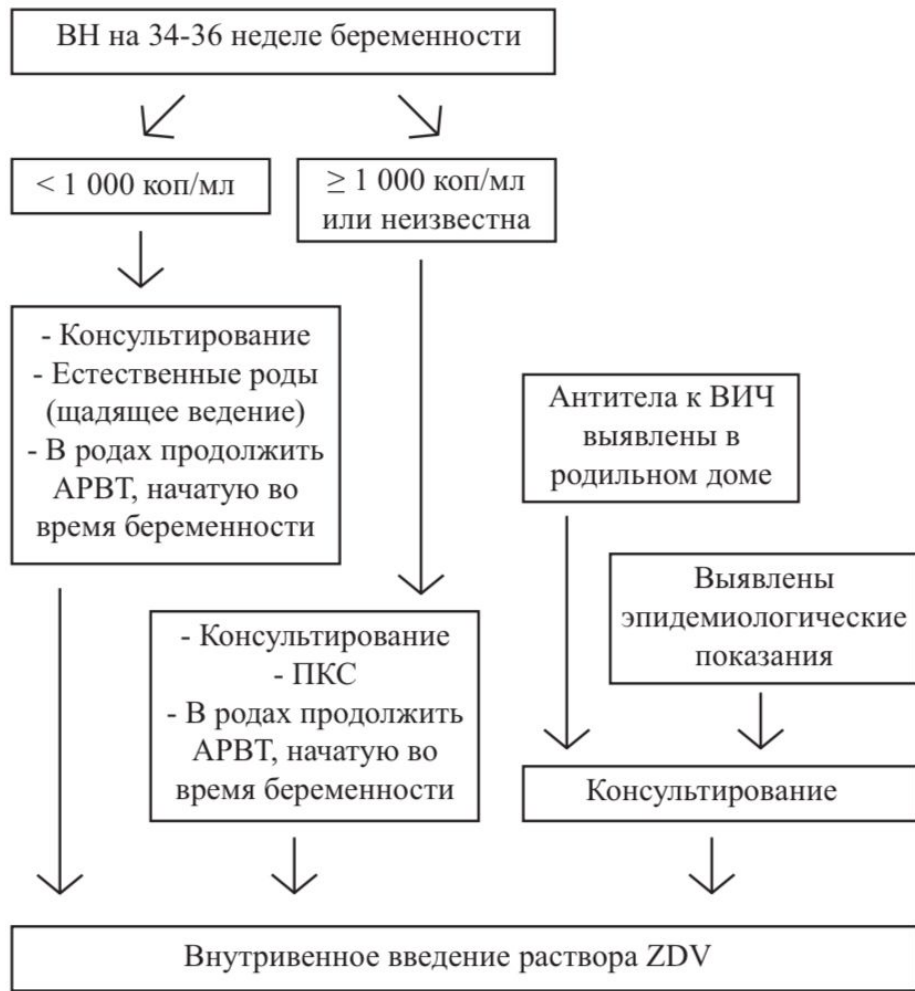 ВН на 34-36 неделе беременности
< 1 000 коп/мл
≥ 1 000 коп/мл
или неизвестна
- Консультирование
- Естественные роды
(щадящее ведение)
- В родах продолжить
АРВТ, начатую во
время беременности
Антитела к ВИЧ
выявлены в
родильном доме
Выявлены
эпидемиологические
показания
- Консультирование
- ПКС
- В родах продолжить
АРВТ, начатую во
время беременности
Консультирование
Внутривенное введение раствора ZDV